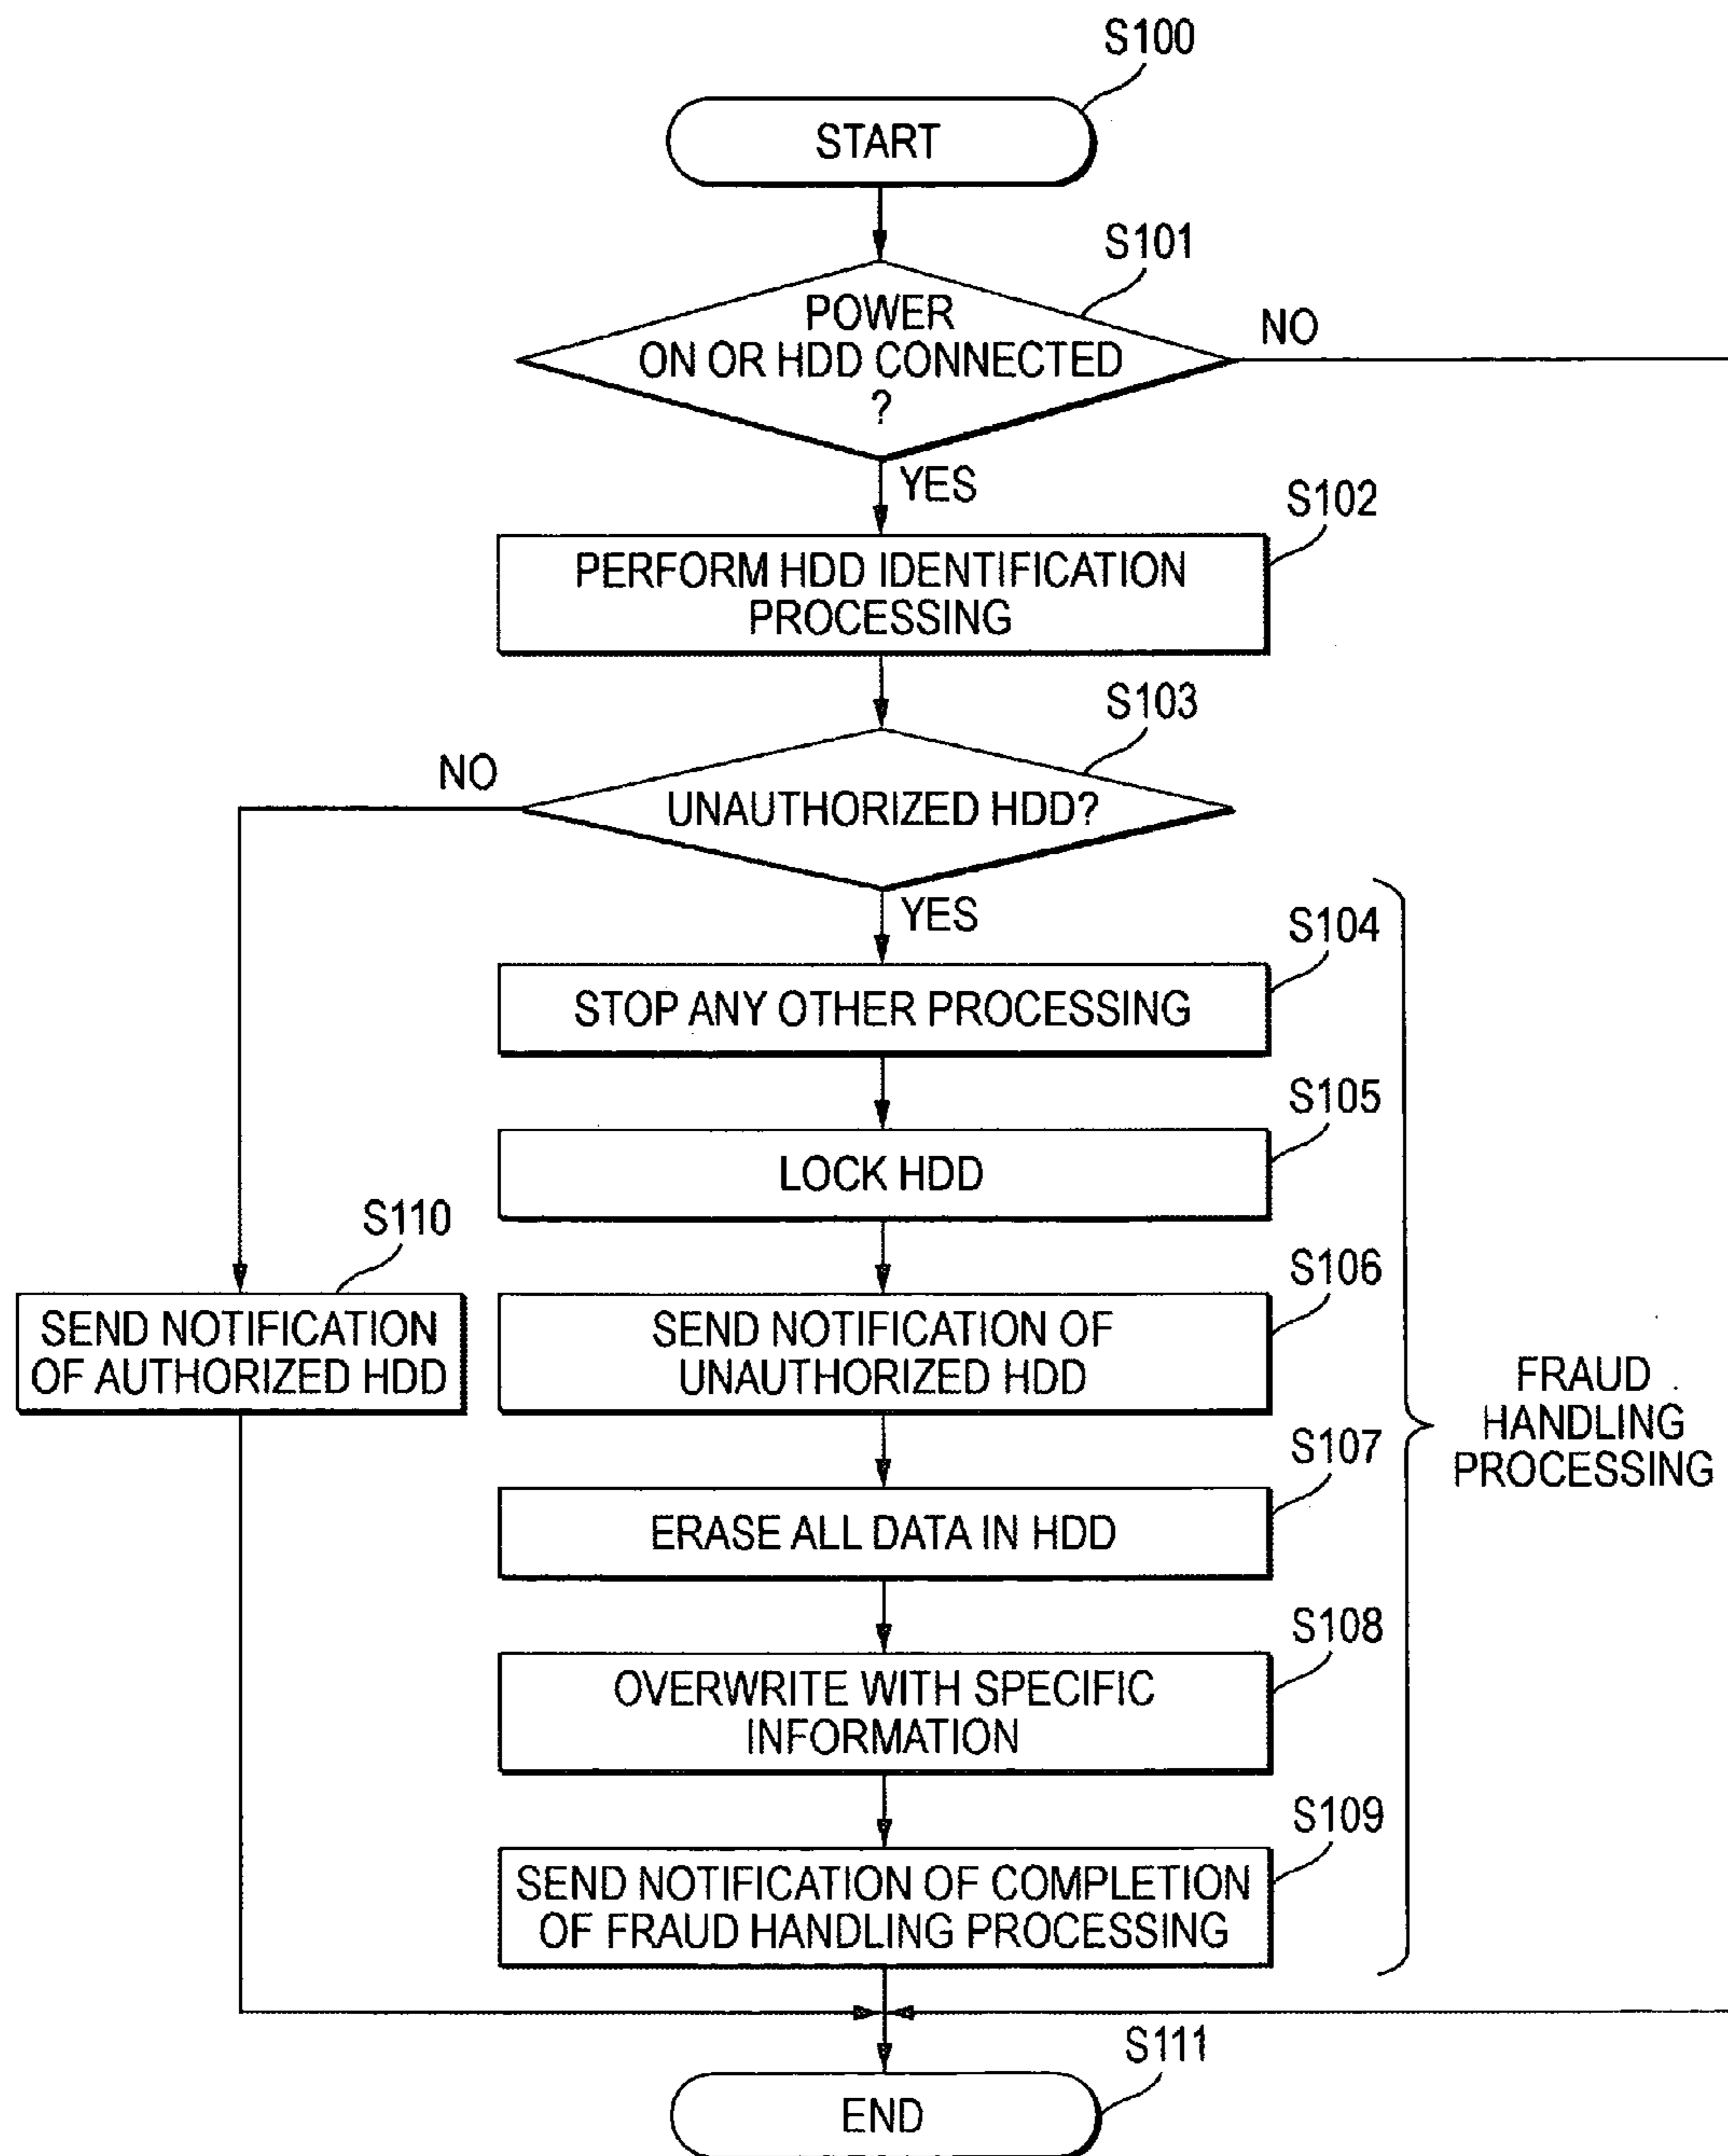 S100
START
S101
POWER
ON OR HDD CONNECTED
?
NO
YES
S102
PERFORM HDD IDENTIFICATION
PROCESSING
S103
NO
UNAUTHORIZED HDD?
YES
S104
STOP ANY OTHER PROCESSING
S105
LOCK HDD
S110
SEND NOTIFICATION
OF AUTHORIZED HDD
S106
SEND NOTIFICATION OF
UNAUTHORIZED HDD
FRAUD
HANDLING
PROCESSING
S107
ERASE ALL DATA IN HDD
S108
OVERWRITE WITH SPECIFIC
INFORMATION
S109
SEND NOTIFICATION OF COMPLETION
OF FRAUD HANDLING PROCESSING
S111
END